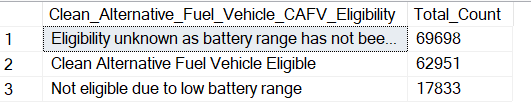 Clean_Alternative_Fuel_Vehicle_CAFV_Eligibility Total_Count
1 Eligibility unknown as battery range has not bee... 69698
2 Clean Alternative Fuel Vehicle Eligible 62951
3 Not eligible due to low battery range 17833